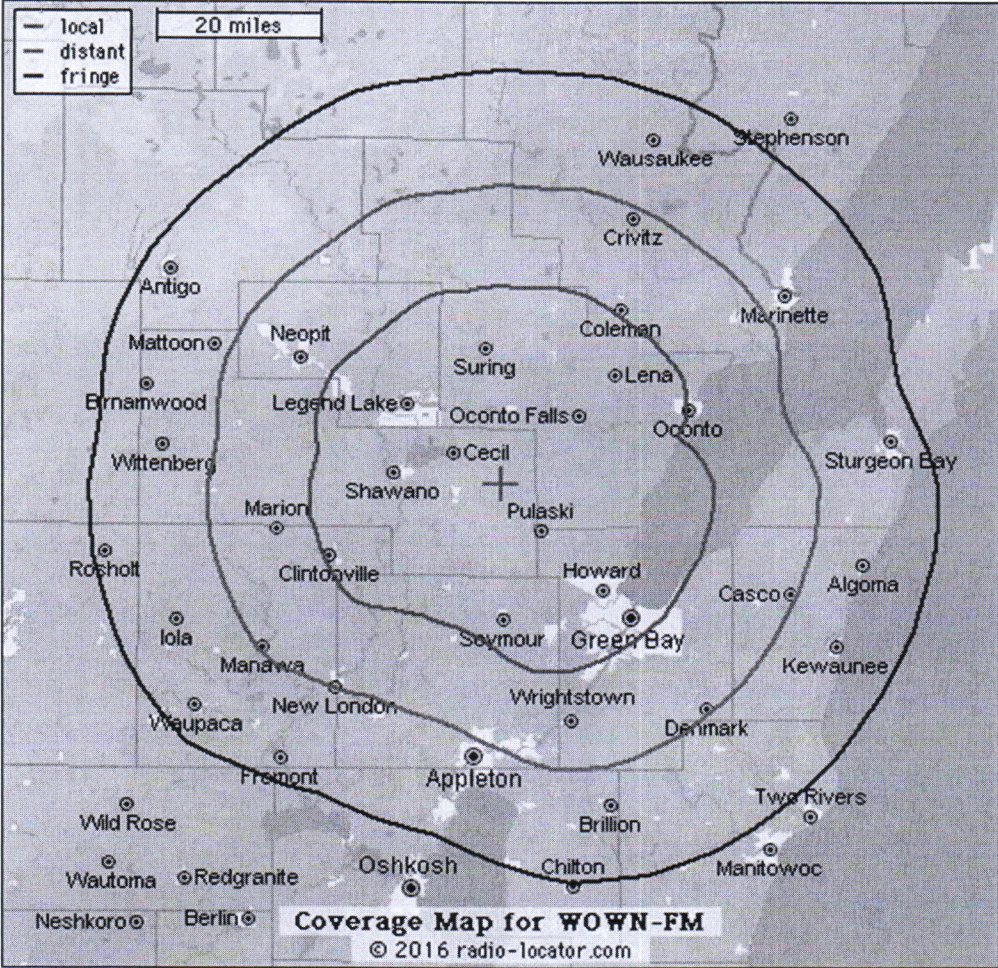 local
distant
fringe
20 miles
Stephenson
Wausaukee
Crivitz
Antigo
Marinette
Coleman
Mattoon
Neopit
Suring
Lena
Birnamwood
Legend Lake
Oconto Falls
Oconto
Wittenberg
Cecil
Sturgeon Bay
Shawano
Marion
Pulaski
Rosholt
Clintonville
Howard
Algoma
Casco
Iola
Seymour
Green Bay
Manawa
Kewaunee
New London
Wrightstown
Waupaca
Denmark
Fremont
Appleton
Two Rivers
Wild Rose
Brillion
Manitowoc
Wautoma
Redgranite
Oshkosh
Chilton
Neshkoro
Berlin
Coverage Map for WOWN-FM
© 2016 radio-locator.com